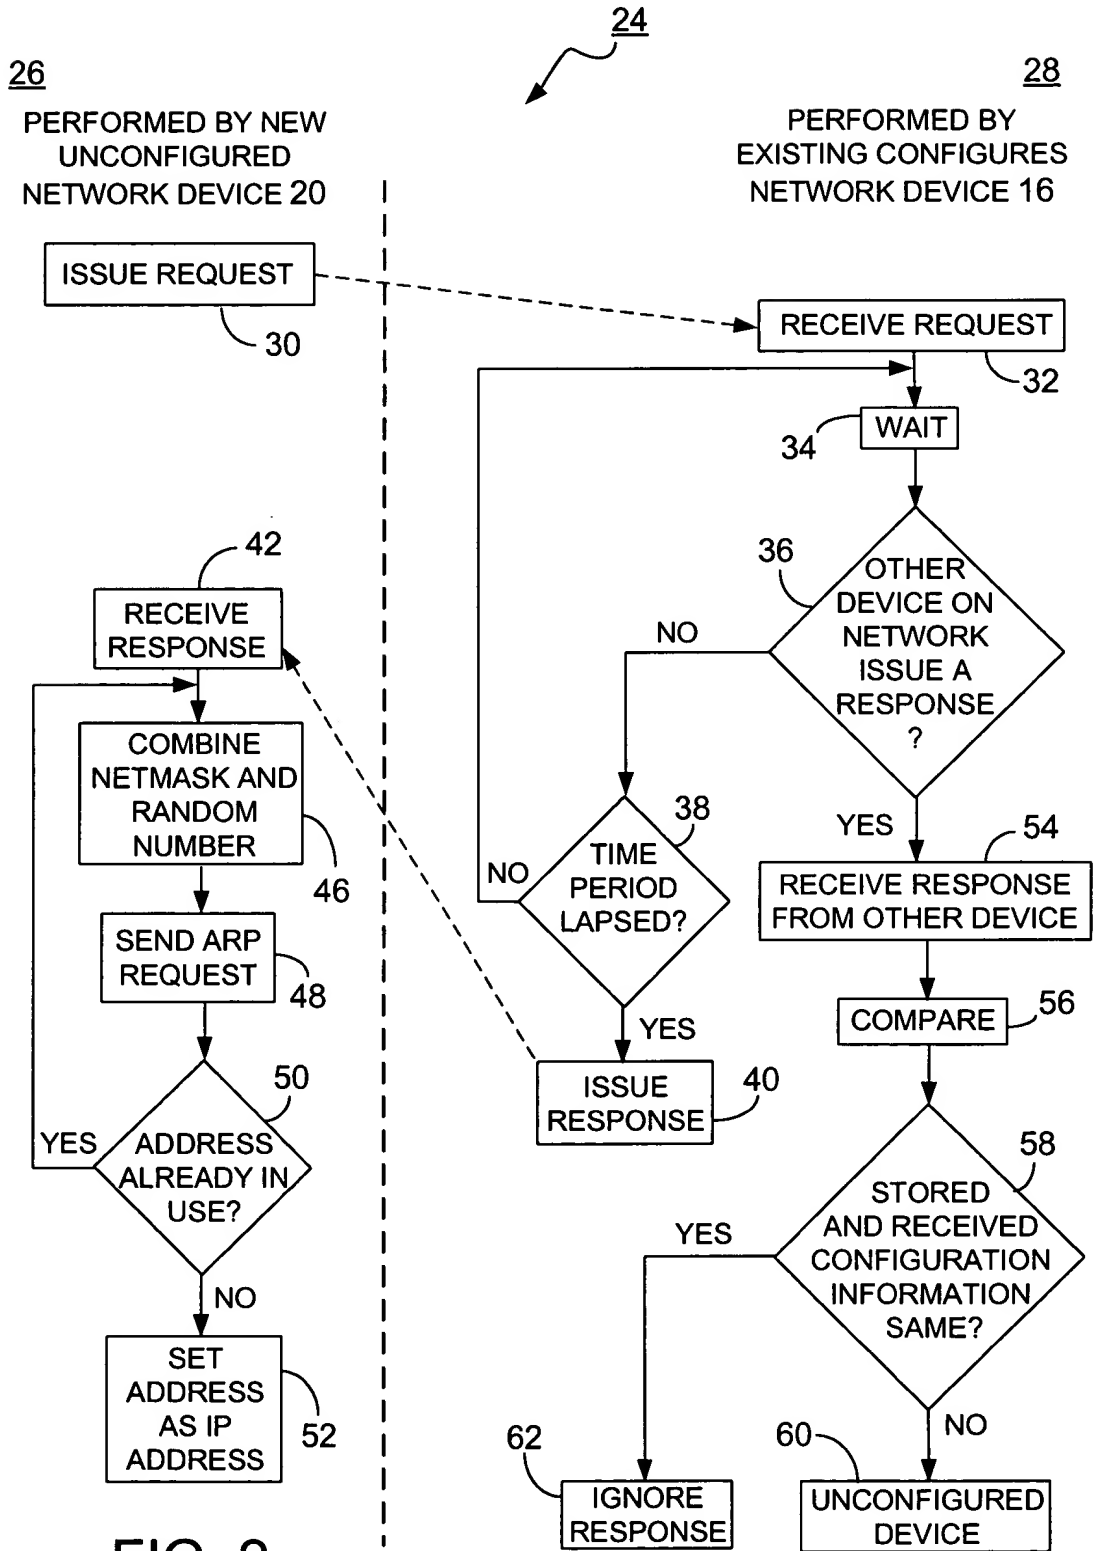 24
26
28
PERFORMED BY NEW
UNCONFIGURED
NETWORK DEVICE 20
PERFORMED BY
EXISTING CONFIGURES
NETWORK DEVICE 16
ISSUE REQUEST
30
RECEIVE REQUEST
32
34
WAIT
36
OTHER
DEVICE ON
NETWORK
ISSUE A
RESPONSE
?
NO
YES
42
RECEIVE
RESPONSE
COMBINE
NETMASK AND
RANDOM
NUMBER
46
SEND ARP
REQUEST
48
50
ADDRESS
ALREADY IN
USE?
YES
NO
SET
ADDRESS
AS IP
ADDRESS
52
38
TIME
PERIOD
LAPSED?
NO
YES
ISSUE
RESPONSE
40
54
RECEIVE RESPONSE
FROM OTHER DEVICE
COMPARE
56
58
STORED
AND RECEIVED
CONFIGURATION
INFORMATION
SAME?
YES
NO
62
IGNORE
RESPONSE
60
UNCONFIGURED
DEVICE